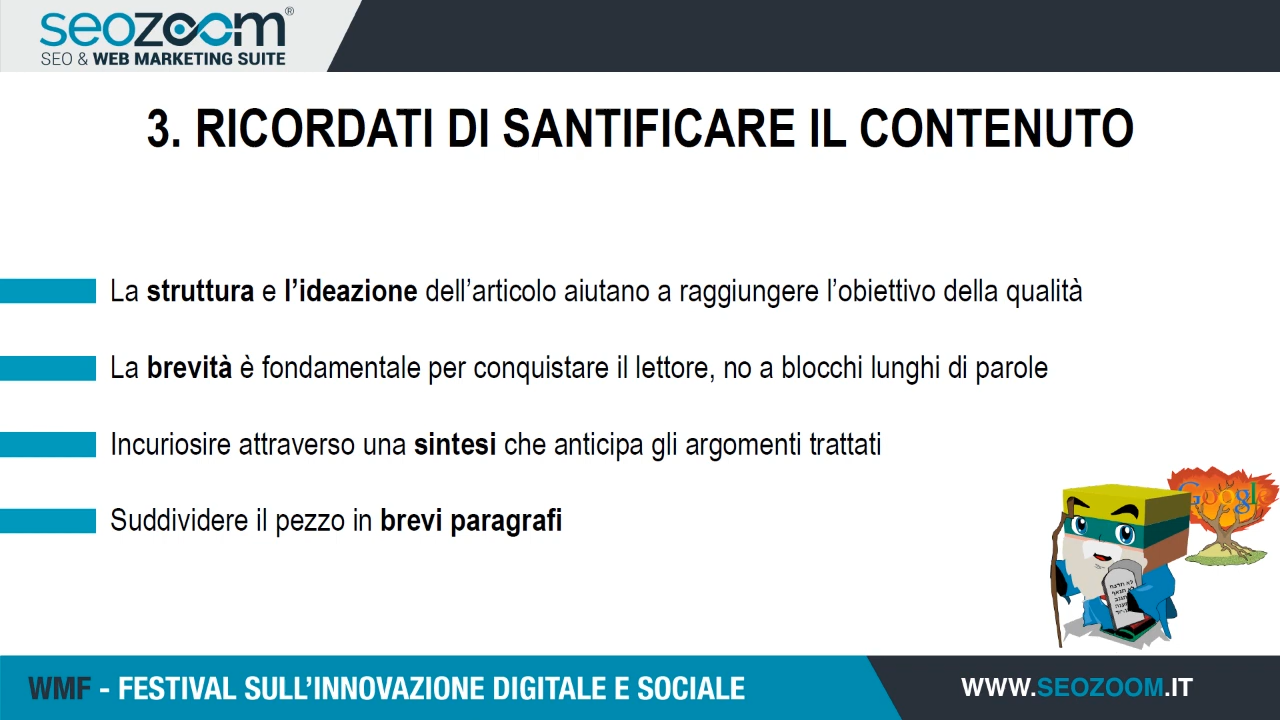 seozoom®
SEO & WEB MARKETING SUITE
3. RICORDATI DI SANTIFICARE IL CONTENUTO
La struttura e l’ideazione dell’articolo aiutano a raggiungere l’obiettivo della qualità
La brevità è fondamentale per conquistare il lettore, no a blocchi lunghi di parole
Incuriosire attraverso una sintesi che anticipa gli argomenti trattati
Suddividere il pezzo in brevi paragrafi
Google
WMF - FESTIVAL SULL’INNOVAZIONE DIGITALE E SOCIALE
WWW.SEOZOOM.IT